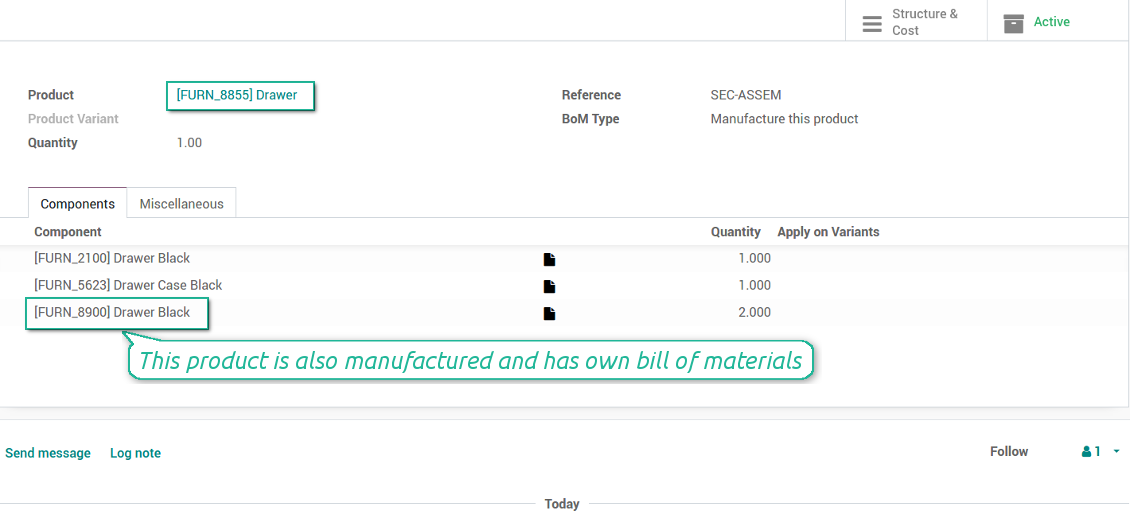 Structure &
Cost
Active
Product [FURN_8855] Drawer Reference SEC-ASSEM
Product Variant BoM Type Manufacture this product
Quantity 1.00
Components Miscellaneous
Component Quantity Apply on Variants
[FURN_2100] Drawer Black 1.000
[FURN_5623] Drawer Case Black 1.000
[FURN_8900] Drawer Black 2.000
This product is also manufactured and has own bill of materials
Send message Log note Follow 1
Today